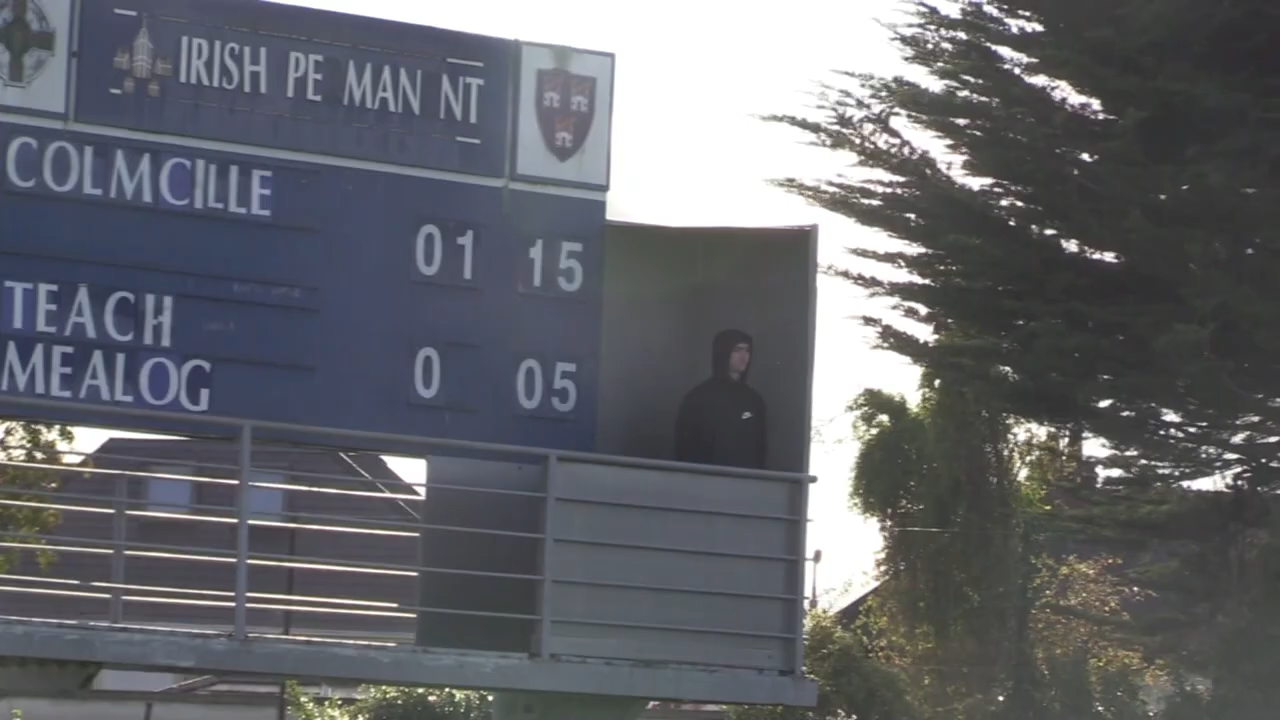 IRISH PE MAN NT
COLMCILLE
01 15
TEACH
MEALOG
0 05